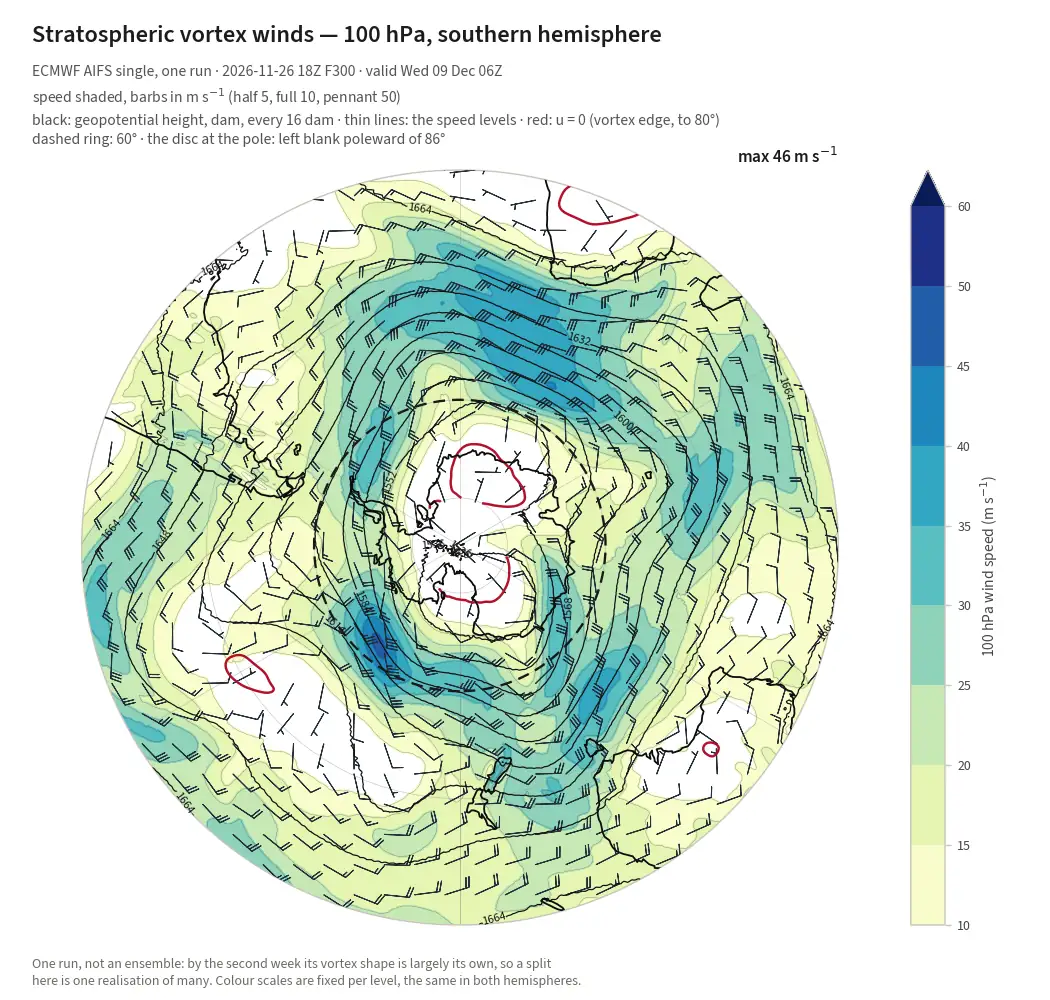 Stratospheric vortex winds — 100 hPa, southern hemisphere
ECMWF AIFS single, one run · 2026-11-26 18Z F300 · valid Wed 09 Dec 06Z
speed shaded, barbs in m s⁻¹ (half 5, full 10, pennant 50)
black: geopotential height, dam, every 16 dam · thin lines: the speed levels · red: u = 0 (vortex edge, to 80°)
dashed ring: 60° · the disc at the pole: left blank poleward of 86°
max 46 m s⁻¹
1664
1632
1664
1600
1664
1648
1584
1568
1664
1664
1664
60
50
45
40
35
30
25
20
15
10
100 hPa wind speed (m s⁻¹)
One run, not an ensemble: by the second week its vortex shape is largely its own, so a split
here is one realisation of many. Colour scales are fixed per level, the same in both hemispheres.